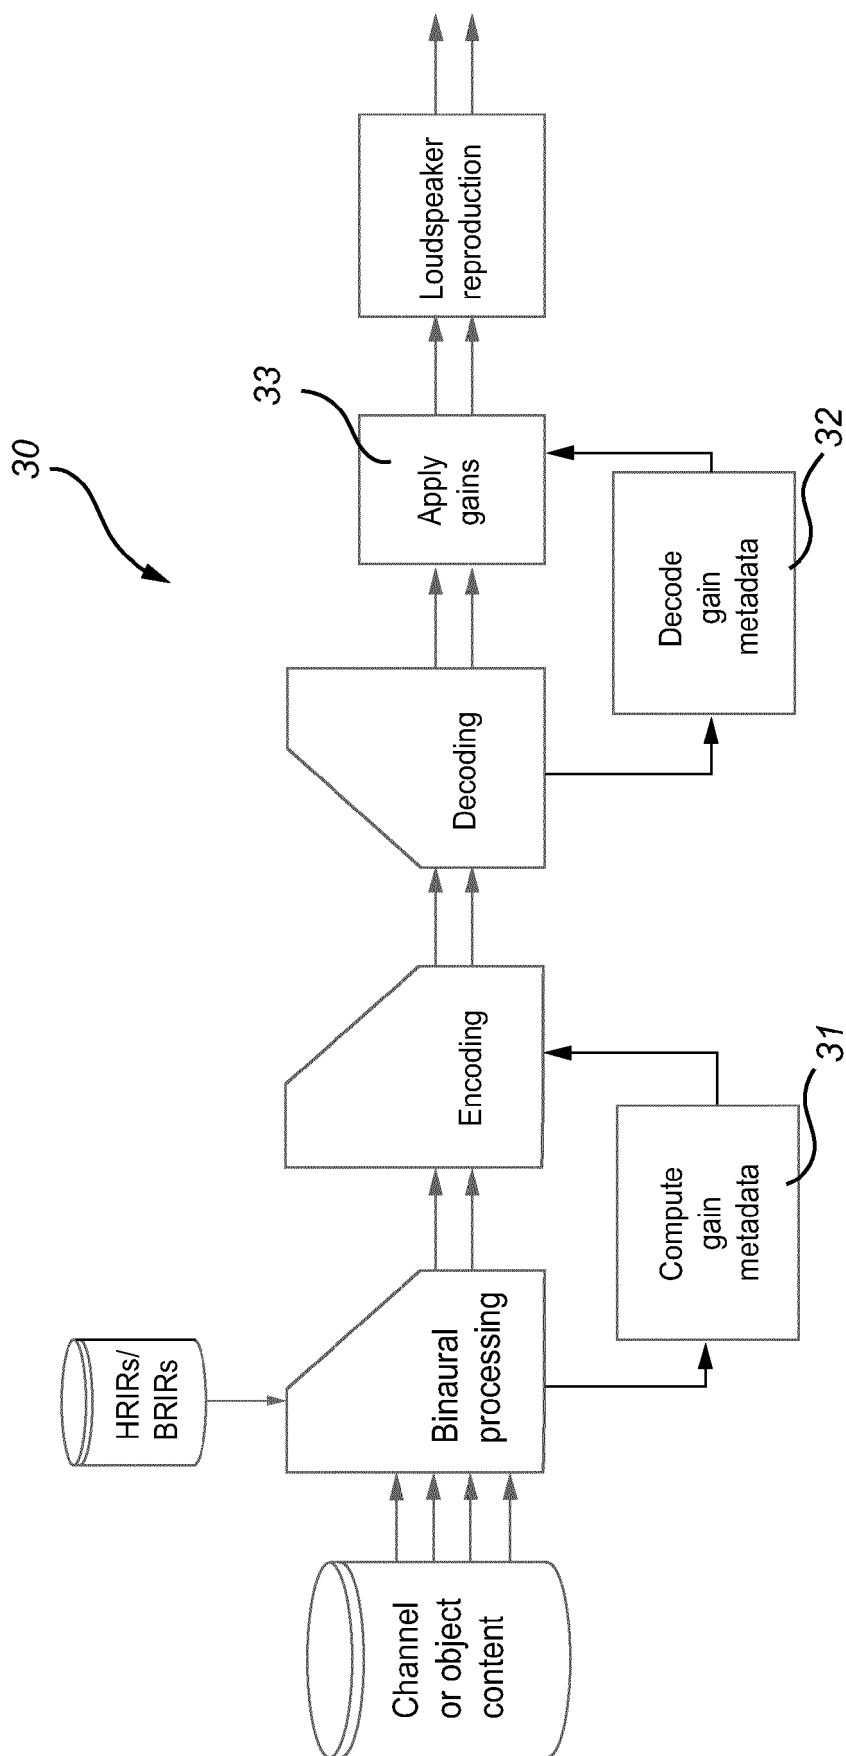 30
HRIRs/
BRIRs
Channel
or object
content
Binaural
processing
Encoding
Decoding
Apply
gains
33
Loudspeaker
reproduction
Compute
gain
metadata
31
Decode
gain
metadata
32